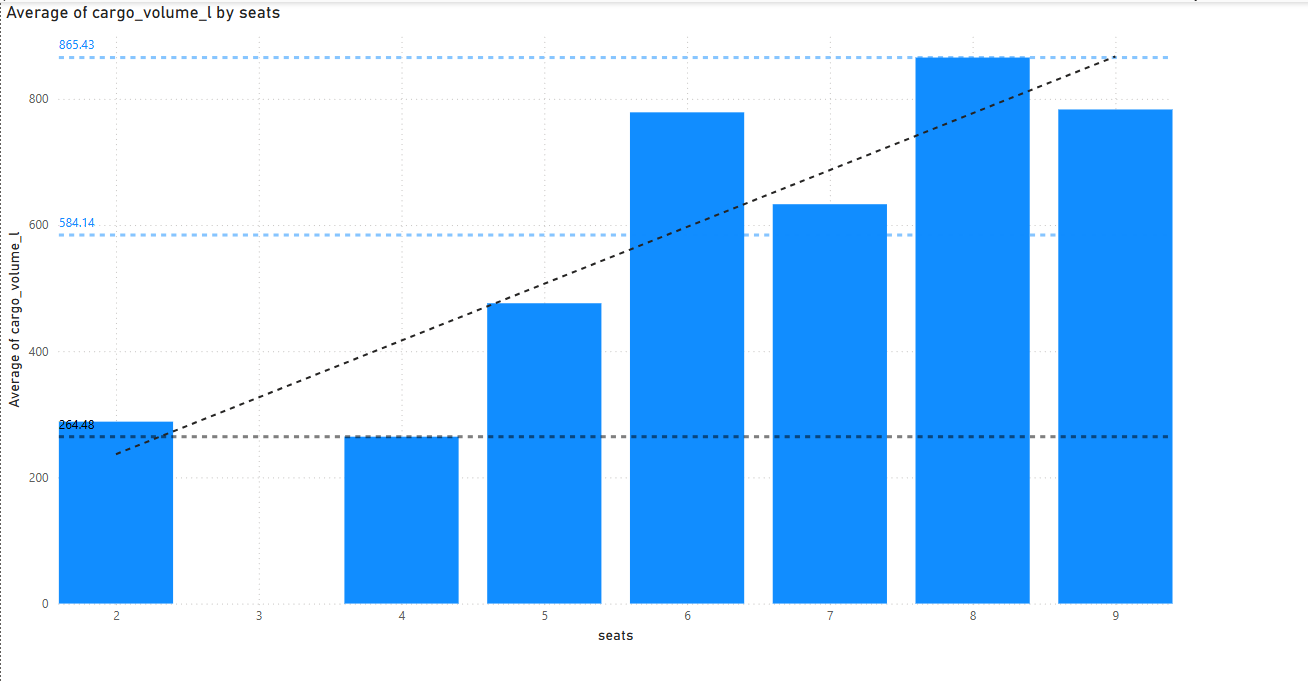 Average of cargo_volume_l by seats
865.43
800
600
584.14
Average of cargo_volume_l
400
264.48
200
0
2 3 4 5 6 7 8 9
seats